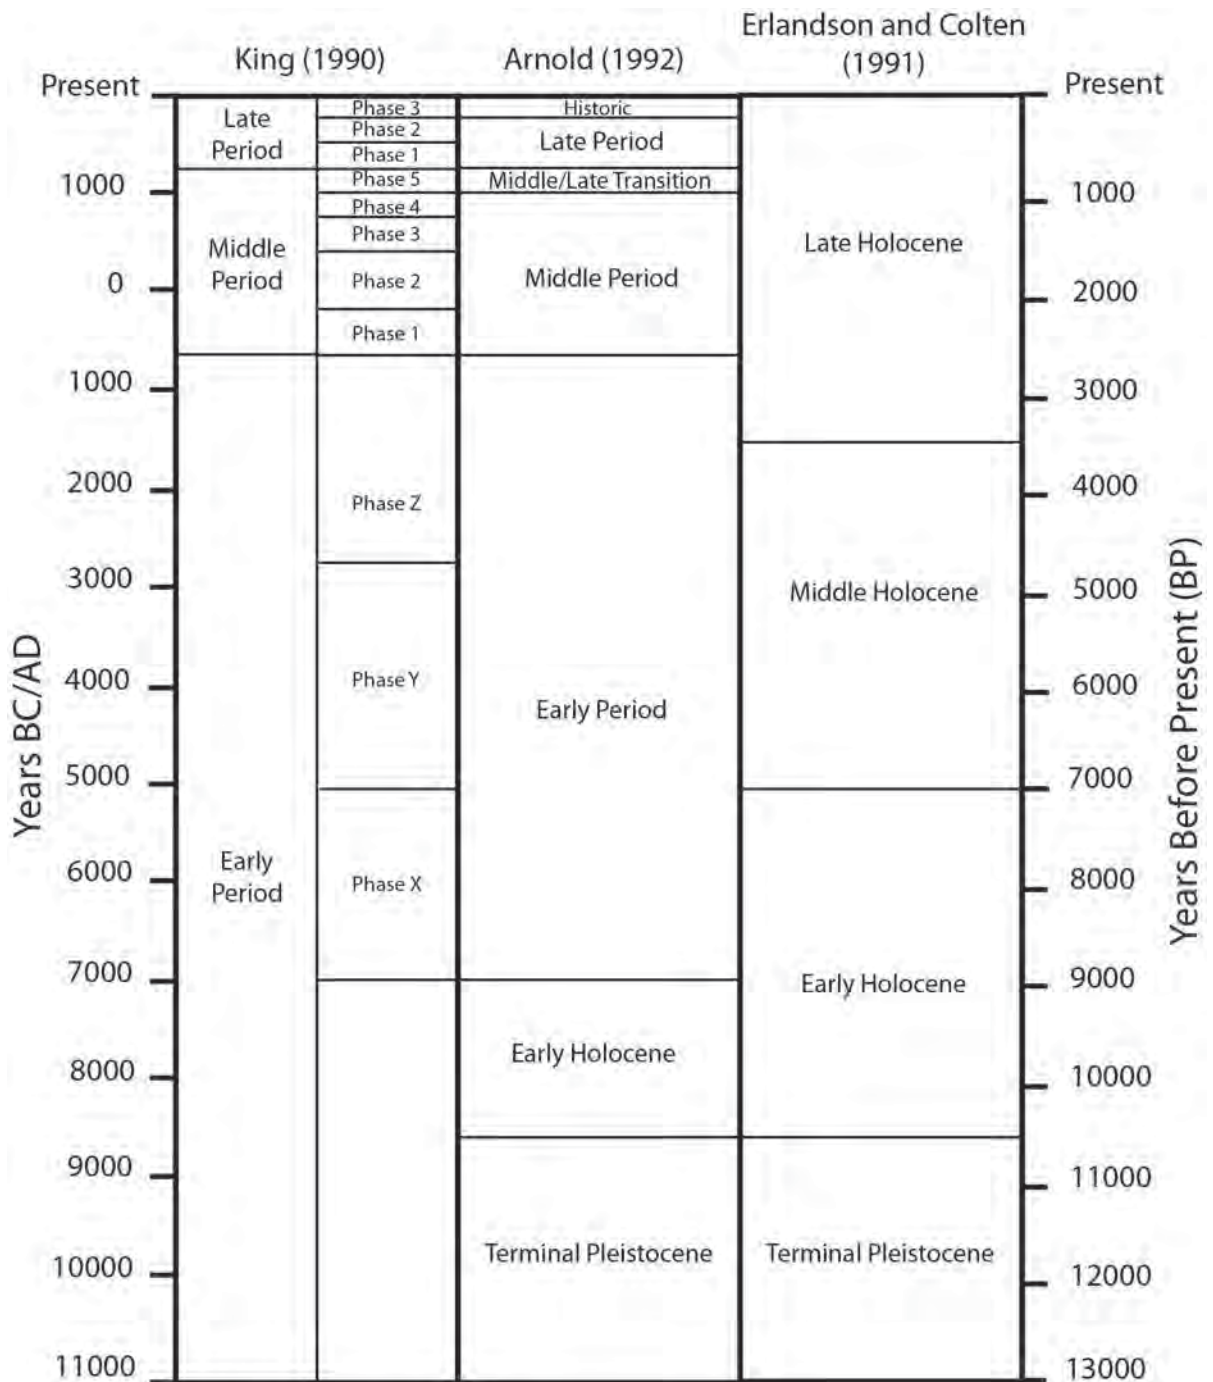 Erlandson and Colten
King (1990)
Arnold (1992)
(1991)
Present
Present
Late
Period
Phase 3
Phase 2
Phase 1
Historic
Late Period
1000
Phase 5
Middle/Late Transition
1000
Phase 4
Phase 3
Middle
Period
Late Holocene
0
Phase 2
Middle Period
2000
Phase 1
1000
3000
2000
Phase Z
4000
3000
Middle Holocene
5000
4000
Phase Y
Early Period
6000
5000
7000
Early
Period
6000
Phase X
8000
7000
Early Holocene
9000
Early Holocene
8000
10000
9000
11000
10000
Terminal Pleistocene
Terminal Pleistocene
12000
11000
13000
Years BC/AD
Years Before Present (BP)